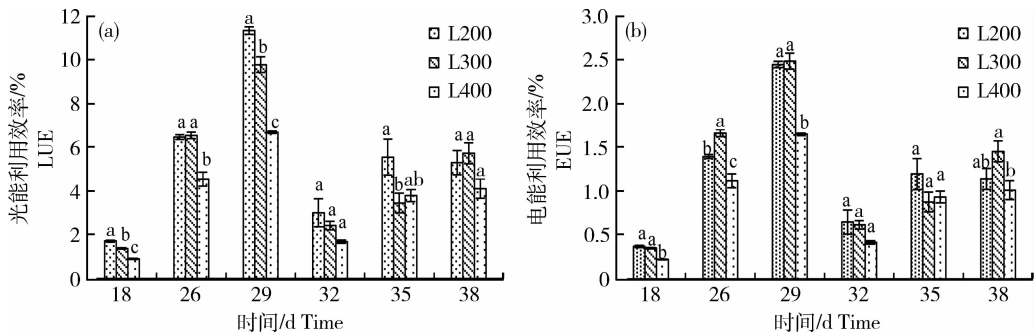 (a)
12
10
8
6
4
2
0
光能利用效率/%
LUE
L200
L300
L400
a b c
a a b
a b c
a a a
a b ab
a a a
18 26 29 32 35 38
时间/d Time
(b)
3.0
2.5
2.0
1.5
1.0
0.5
0.00
电能利用效率/%
EUE
L200
L300
L400
a a b
b a c
a a b
a a a
a a a
ab a b
18 26 29 32 35 38
时间/d Time